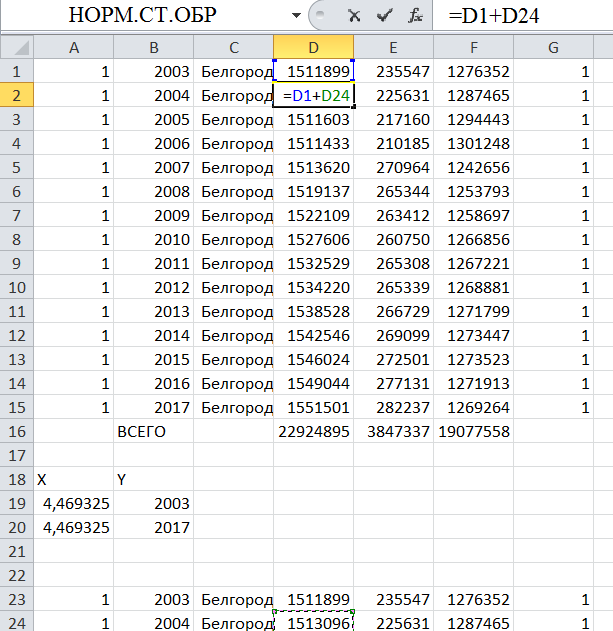 НОРМ.СТ.ОБР fx =D1+D24
A B C D E F G
1 1 2003 Белгород 1511899 235547 1276352 1
2 1 2004 Белгород =D1+D24 225631 1287465 1
3 1 2005 Белгород 1511603 217160 1294443 1
4 1 2006 Белгород 1511433 210185 1301248 1
5 1 2007 Белгород 1513620 270964 1242656 1
6 1 2008 Белгород 1519137 265344 1253793 1
7 1 2009 Белгород 1522109 263412 1258697 1
8 1 2010 Белгород 1527606 260750 1266856 1
9 1 2011 Белгород 1532529 265308 1267221 1
10 1 2012 Белгород 1534220 265339 1268881 1
11 1 2013 Белгород 1538528 266729 1271799 1
12 1 2014 Белгород 1542546 269099 1273447 1
13 1 2015 Белгород 1546024 272501 1273523 1
14 1 2016 Белгород 1549044 277131 1271913 1
15 1 2017 Белгород 1551501 282237 1269264 1
16 ВСЕГО 22924895 3847337 19077558
17
18 X Y
19 4,469325 2003
20 4,469325 2017
21
22
23 1 2003 Белгород 1511899 235547 1276352 1
24 1 2004 Белгород 1513096 225631 1287465 1